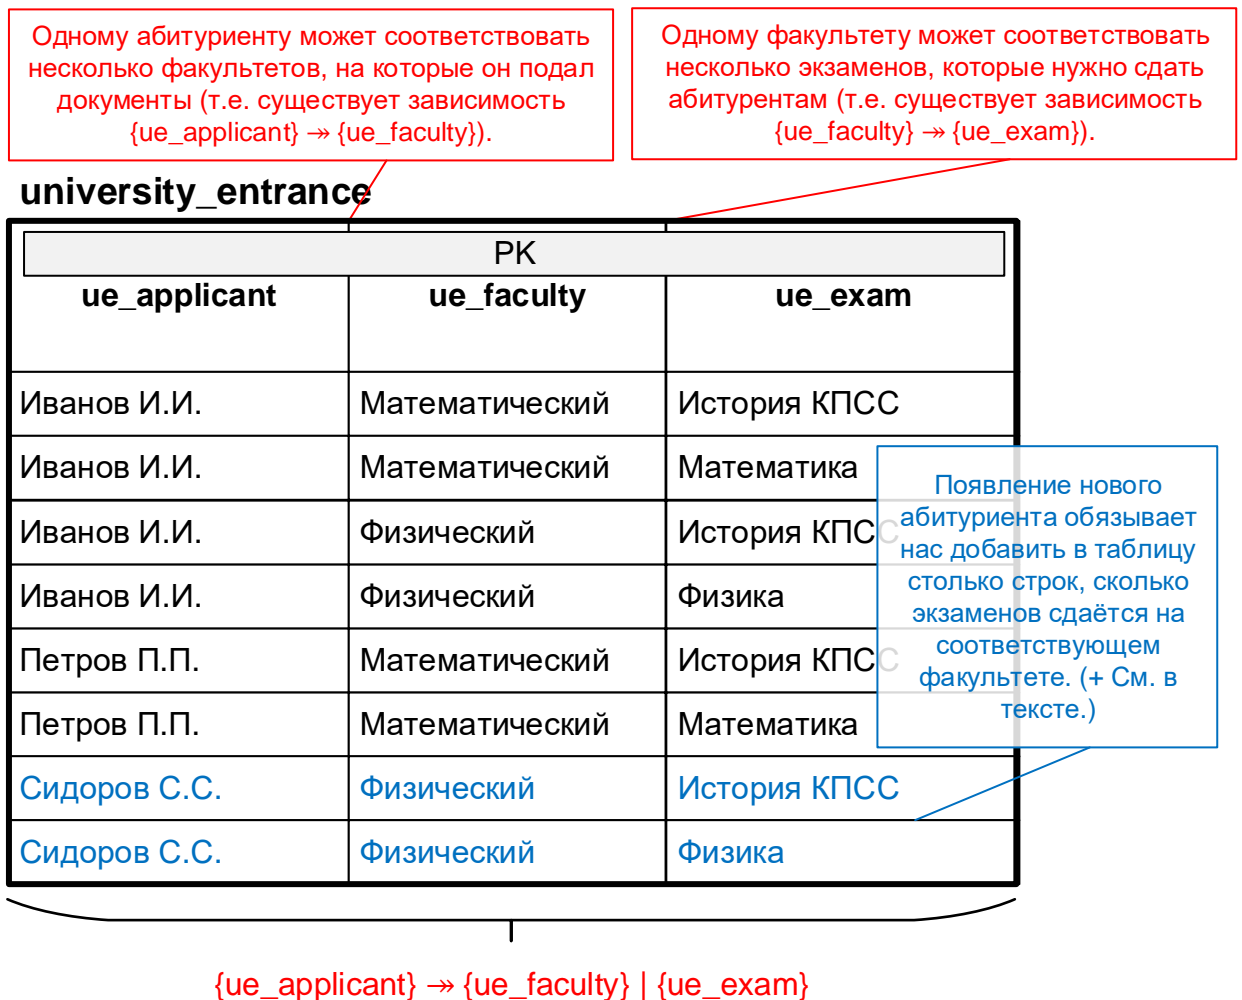 Одному абитуриенту может соответствовать
несколько факультетов, на которые он подал
документы (т.е. существует зависимость
{ue_applicant} ↠ {ue_faculty}).
Одному факультету может соответствовать
несколько экзаменов, которые нужно сдать
абитурентам (т.е. существует зависимость
{ue_faculty} ↠ {ue_exam}).
university_entrance
PK
ue_applicant ue_faculty ue_exam
Иванов И.И. Математический История КПСС
Иванов И.И. Математический Математика
Иванов И.И. Физический История КПСС
Иванов И.И. Физический Физика
Петров П.П. Математический История КПСС
Петров П.П. Математический Математика
Сидоров С.С. Физический История КПСС
Сидоров С.С. Физический Физика
Появление нового
абитуриента обязывает
нас добавить в таблицу
столько строк, сколько
экзаменов сдаётся на
соответствующем
факультете. (+ См. в
тексте.)
{ue_applicant} ↠ {ue_faculty} | {ue_exam}